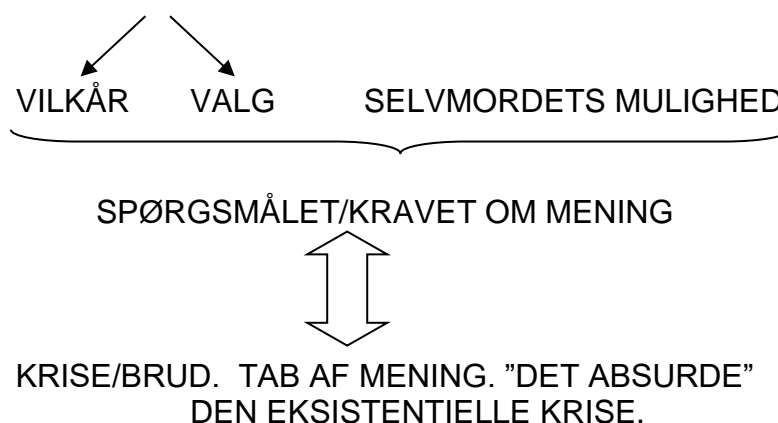 VILKÅR VALG SELVMORDETS MULIGHED
SPØRGSMÅLET/KRAVET OM MENING
KRISE/BRUD. TAB AF MENING. ”DET ABSURDE”
DEN EKSISTENTIELLE KRISE.